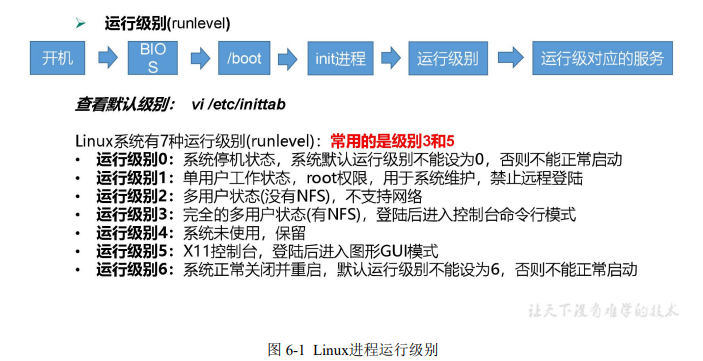 ➢ 运行级别(runlevel)
开机
BIO
S
/boot
init进程
运行级别
运行级对应的服务
查看默认级别： vi /etc/inittab
Linux系统有7种运行级别(runlevel)：常用的是级别3和5
• 运行级别0：系统停机状态，系统默认运行级别不能设为0，否则不能正常启动
• 运行级别1：单用户工作状态，root权限，用于系统维护，禁止远程登陆
• 运行级别2：多用户状态(没有NFS)，不支持网络
• 运行级别3：完全的多用户状态(有NFS)，登陆后进入控制台命令行模式
• 运行级别4：系统未使用，保留
• 运行级别5：X11控制台，登陆后进入图形GUI模式
• 运行级别6：系统正常关闭并重启，默认运行级别不能设为6，否则不能正常启动
让天下没有难学的技术
图 6-1 Linux进程运行级别